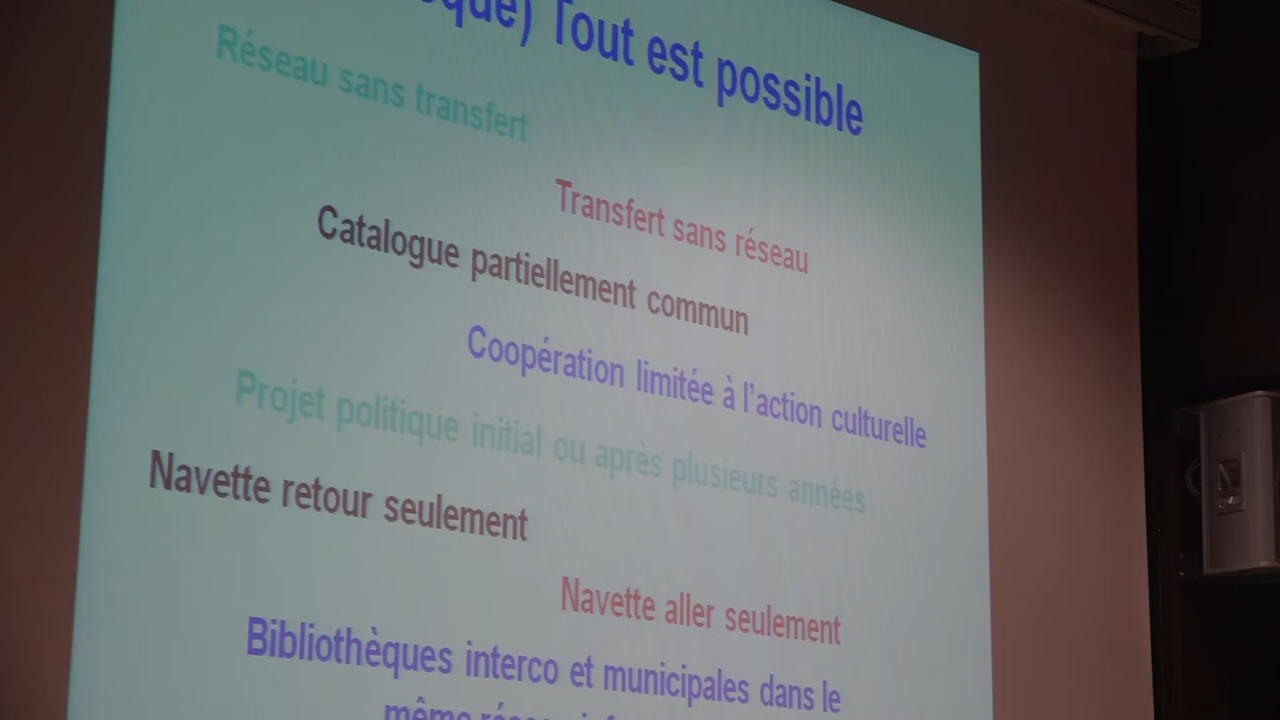 Tout est possible
Réseau sans transfert
Transfert sans réseau
Catalogue partiellement commun
Coopération limitée à l'action culturelle
Projet politique initial ou après plusieurs années
Navette retour seulement
Navette aller seulement
Bibliothèques interco et municipales dans le
même